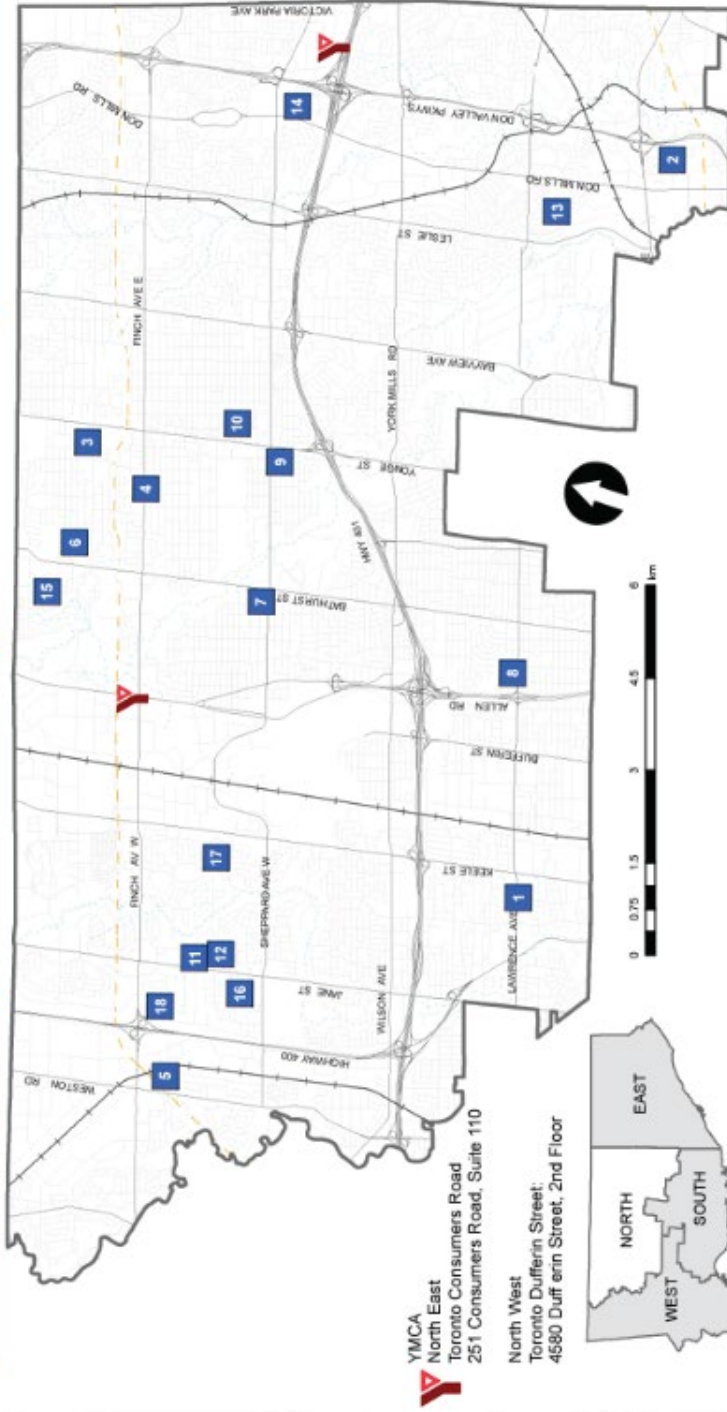 VICTORIA PARK AVE
DON MILLS RD
14
DON VALLEY PKWYS
2
DON MILLS RD
13
LESLIE ST
FINCH AVE E
BAYVIEW AVE
YORK MILLS RD
3
10
4
9
YONGE ST
6
HWY 401
15
7
BATHURST ST
8
ALLEN RD
DUFFERIN ST
17
KEELE ST
FINCH AV W
SHEPPARD AVE W
1
LAWRENCE AVE
11
12
18
16
JANE ST
WILSON AVE
5
HIGHWAY 400
WESTON RD
0 0.75 1.5 3 4.5 6
km
YMCA
North East
Toronto Consumers Road
251 Consumers Road, Suite 110
North West
Toronto Dufferin Street:
4580 Duff erin Street, 2nd Floor
NORTH
EAST
WEST
SOUTH